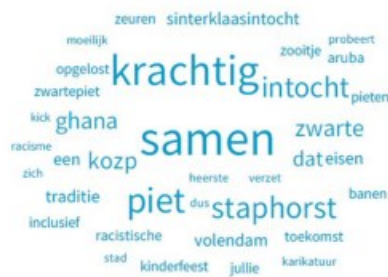 zeuren sinterklaasintocht
moeilijk probeert
zooitje
opgelost krachtig aruba
zwartepiet intocht pieten
kick ghana samen zwarte
racisme
een kozp dat eisen
zich
heerste verzet
traditie piet dus staphorst banen
inclusief
racistische volendam toekomst
stad kinderfeest jullie karikatuur